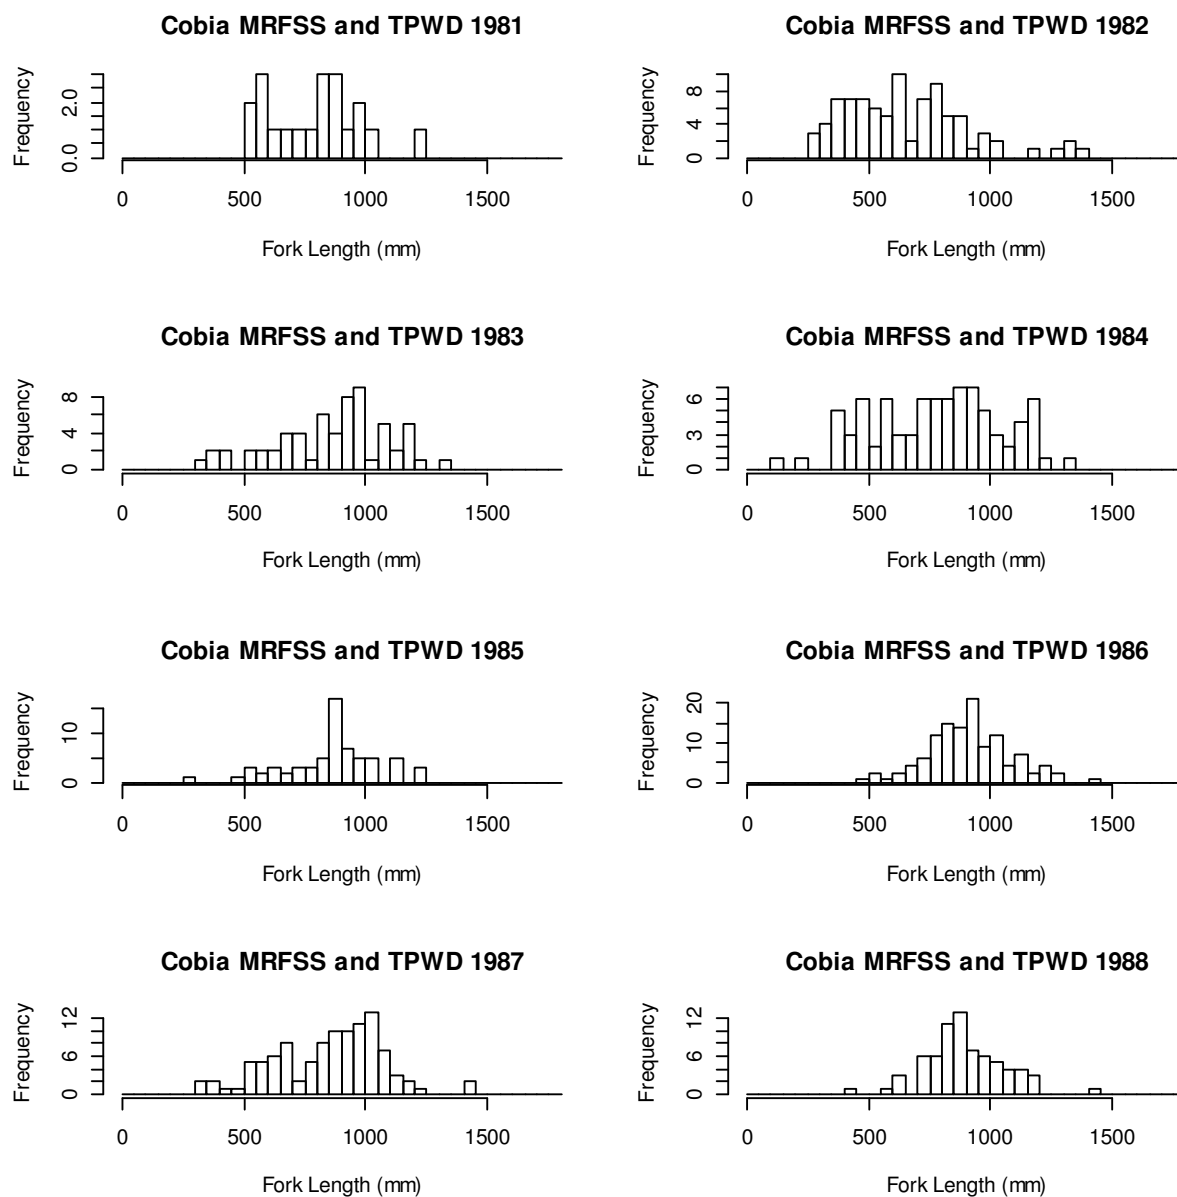 Cobia MRFSS and TPWD 1981
Frequency
0.0 2.0
0 500 1000 1500
Fork Length (mm)
Cobia MRFSS and TPWD 1982
Frequency
0 4 8
0 500 1000 1500
Fork Length (mm)
Cobia MRFSS and TPWD 1983
Frequency
0 4 8
0 500 1000 1500
Fork Length (mm)
Cobia MRFSS and TPWD 1984
Frequency
0 3 6
0 500 1000 1500
Fork Length (mm)
Cobia MRFSS and TPWD 1985
Frequency
0 10
0 500 1000 1500
Fork Length (mm)
Cobia MRFSS and TPWD 1986
Frequency
0 10 20
0 500 1000 1500
Fork Length (mm)
Cobia MRFSS and TPWD 1987
Frequency
0 6 12
0 500 1000 1500
Fork Length (mm)
Cobia MRFSS and TPWD 1988
Frequency
0 6 12
0 500 1000 1500
Fork Length (mm)